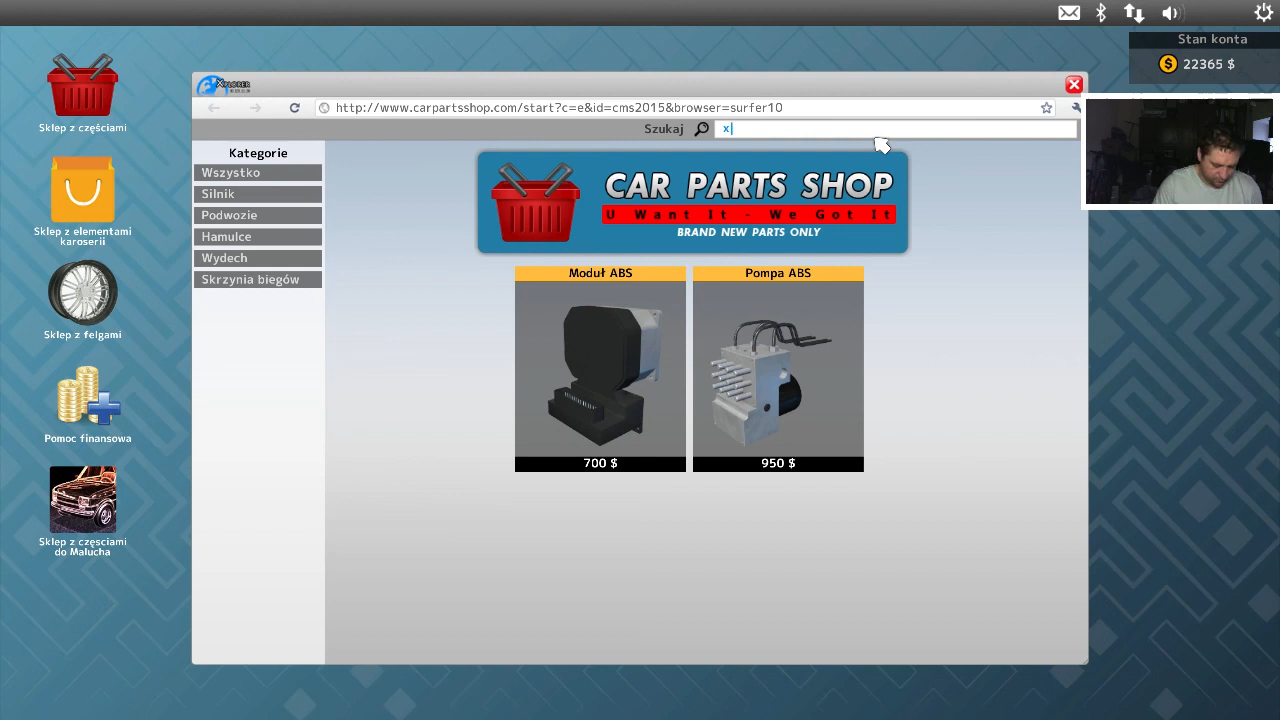 Stan konta
$ 22365 $
Sklep z częściami
Sklep z elementami
karoserii
Sklep z felgami
Pomoc finansowa
Sklep z częsciami
do Malucha
XPLORER
http://www.carpartsshop.com/start?c=e&id=cms2015&browser=surfer10
Szukaj
x
Kategorie
Wszystko
Silnik
Podwozie
Hamulce
Wydech
Skrzynia biegów
CAR PARTS SHOP
U Want It - We Got It
BRAND NEW PARTS ONLY
Moduł ABS
700 $
Pompa ABS
950 $